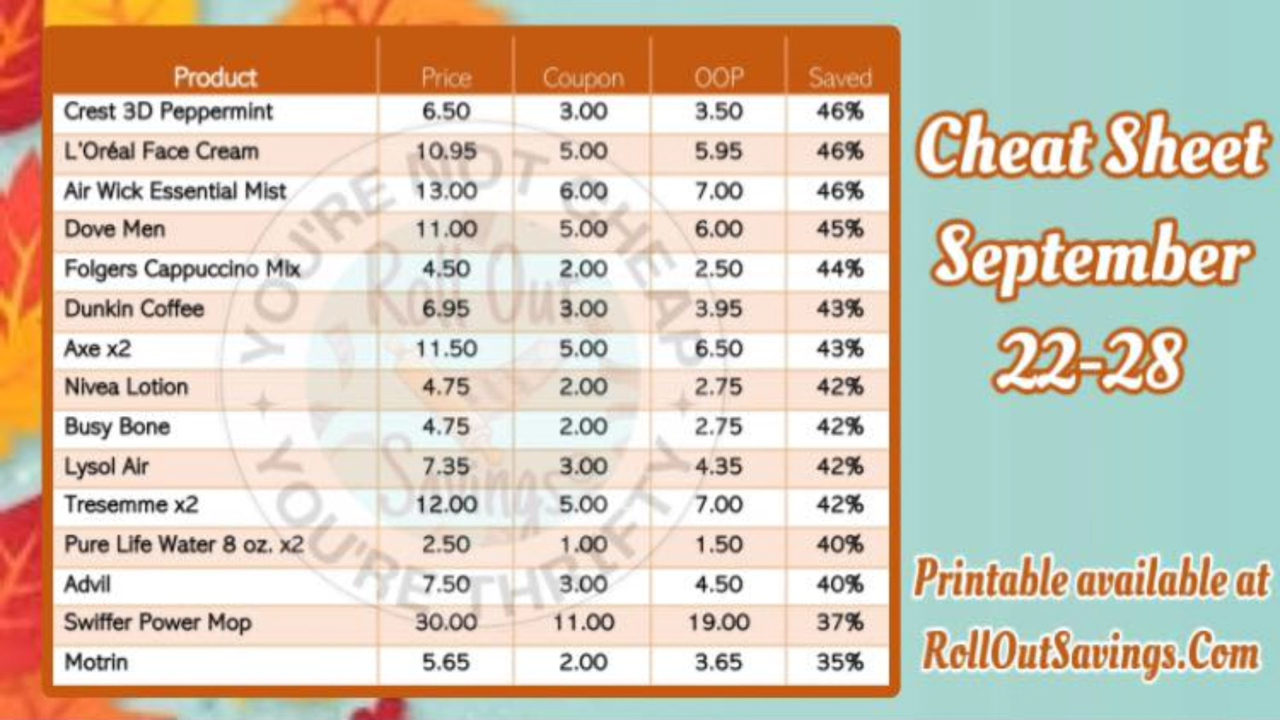 Product Price Coupon OOP Saved
Crest 3D Peppermint 6.50 3.00 3.50 46%
L'Oréal Face Cream 10.95 5.00 5.95 46%
Air Wick Essential Mist 13.00 6.00 7.00 46%
Dove Men 11.00 5.00 6.00 45%
Folgers Cappuccino Mix 4.50 2.00 2.50 44%
Dunkin Coffee 6.95 3.00 3.95 43%
Axe x2 11.50 5.00 6.50 43%
Nivea Lotion 4.75 2.00 2.75 42%
Busy Bone 4.75 2.00 2.75 42%
Lysol Air 7.35 3.00 4.35 42%
Tresemme x2 12.00 5.00 7.00 42%
Pure Life Water 8 oz. x2 2.50 1.00 1.50 40%
Advil 7.50 3.00 4.50 40%
Swiffer Power Mop 30.00 11.00 19.00 37%
Motrin 5.65 2.00 3.65 35%
YOU'RE NOT CHEAP
Roll Out
Savings
YOU'RE THRIFTY
Cheat Sheet
September
22-28
Printable available at
RollOutSavings.Com